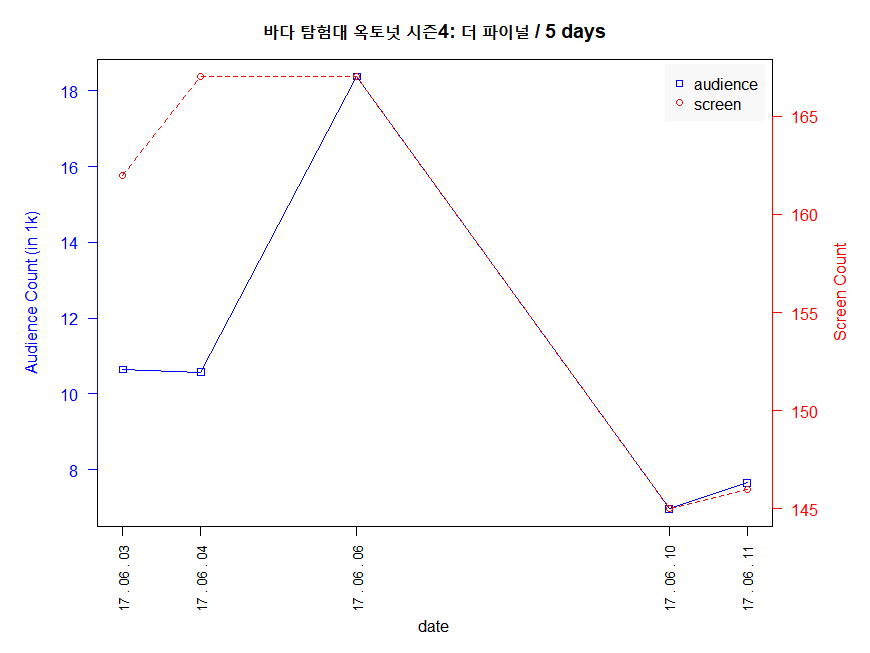 바다 탐험대 옥토넛 시즌4: 더 파이널 / 5 days
audience
screen
18
16
14
12
10
8
Audience Count (in 1k)
165
160
155
150
145
Screen Count
17 . 06 . 03
17 . 06 . 04
17 . 06 . 06
17 . 06 . 10
17 . 06 . 11
date